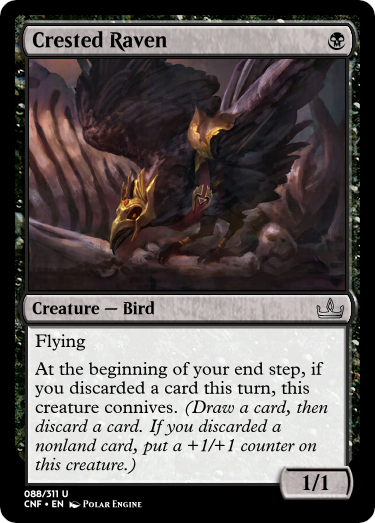 Crested Raven
Creature — Bird
Flying
At the beginning of your end step, if
you discarded a card this turn, this
creature connives. (Draw a card, then
discard a card. If you discarded a
nonland card, put a +1/+1 counter on
this creature.)
1/1
088/311 U
CNF • EN Polar Engine